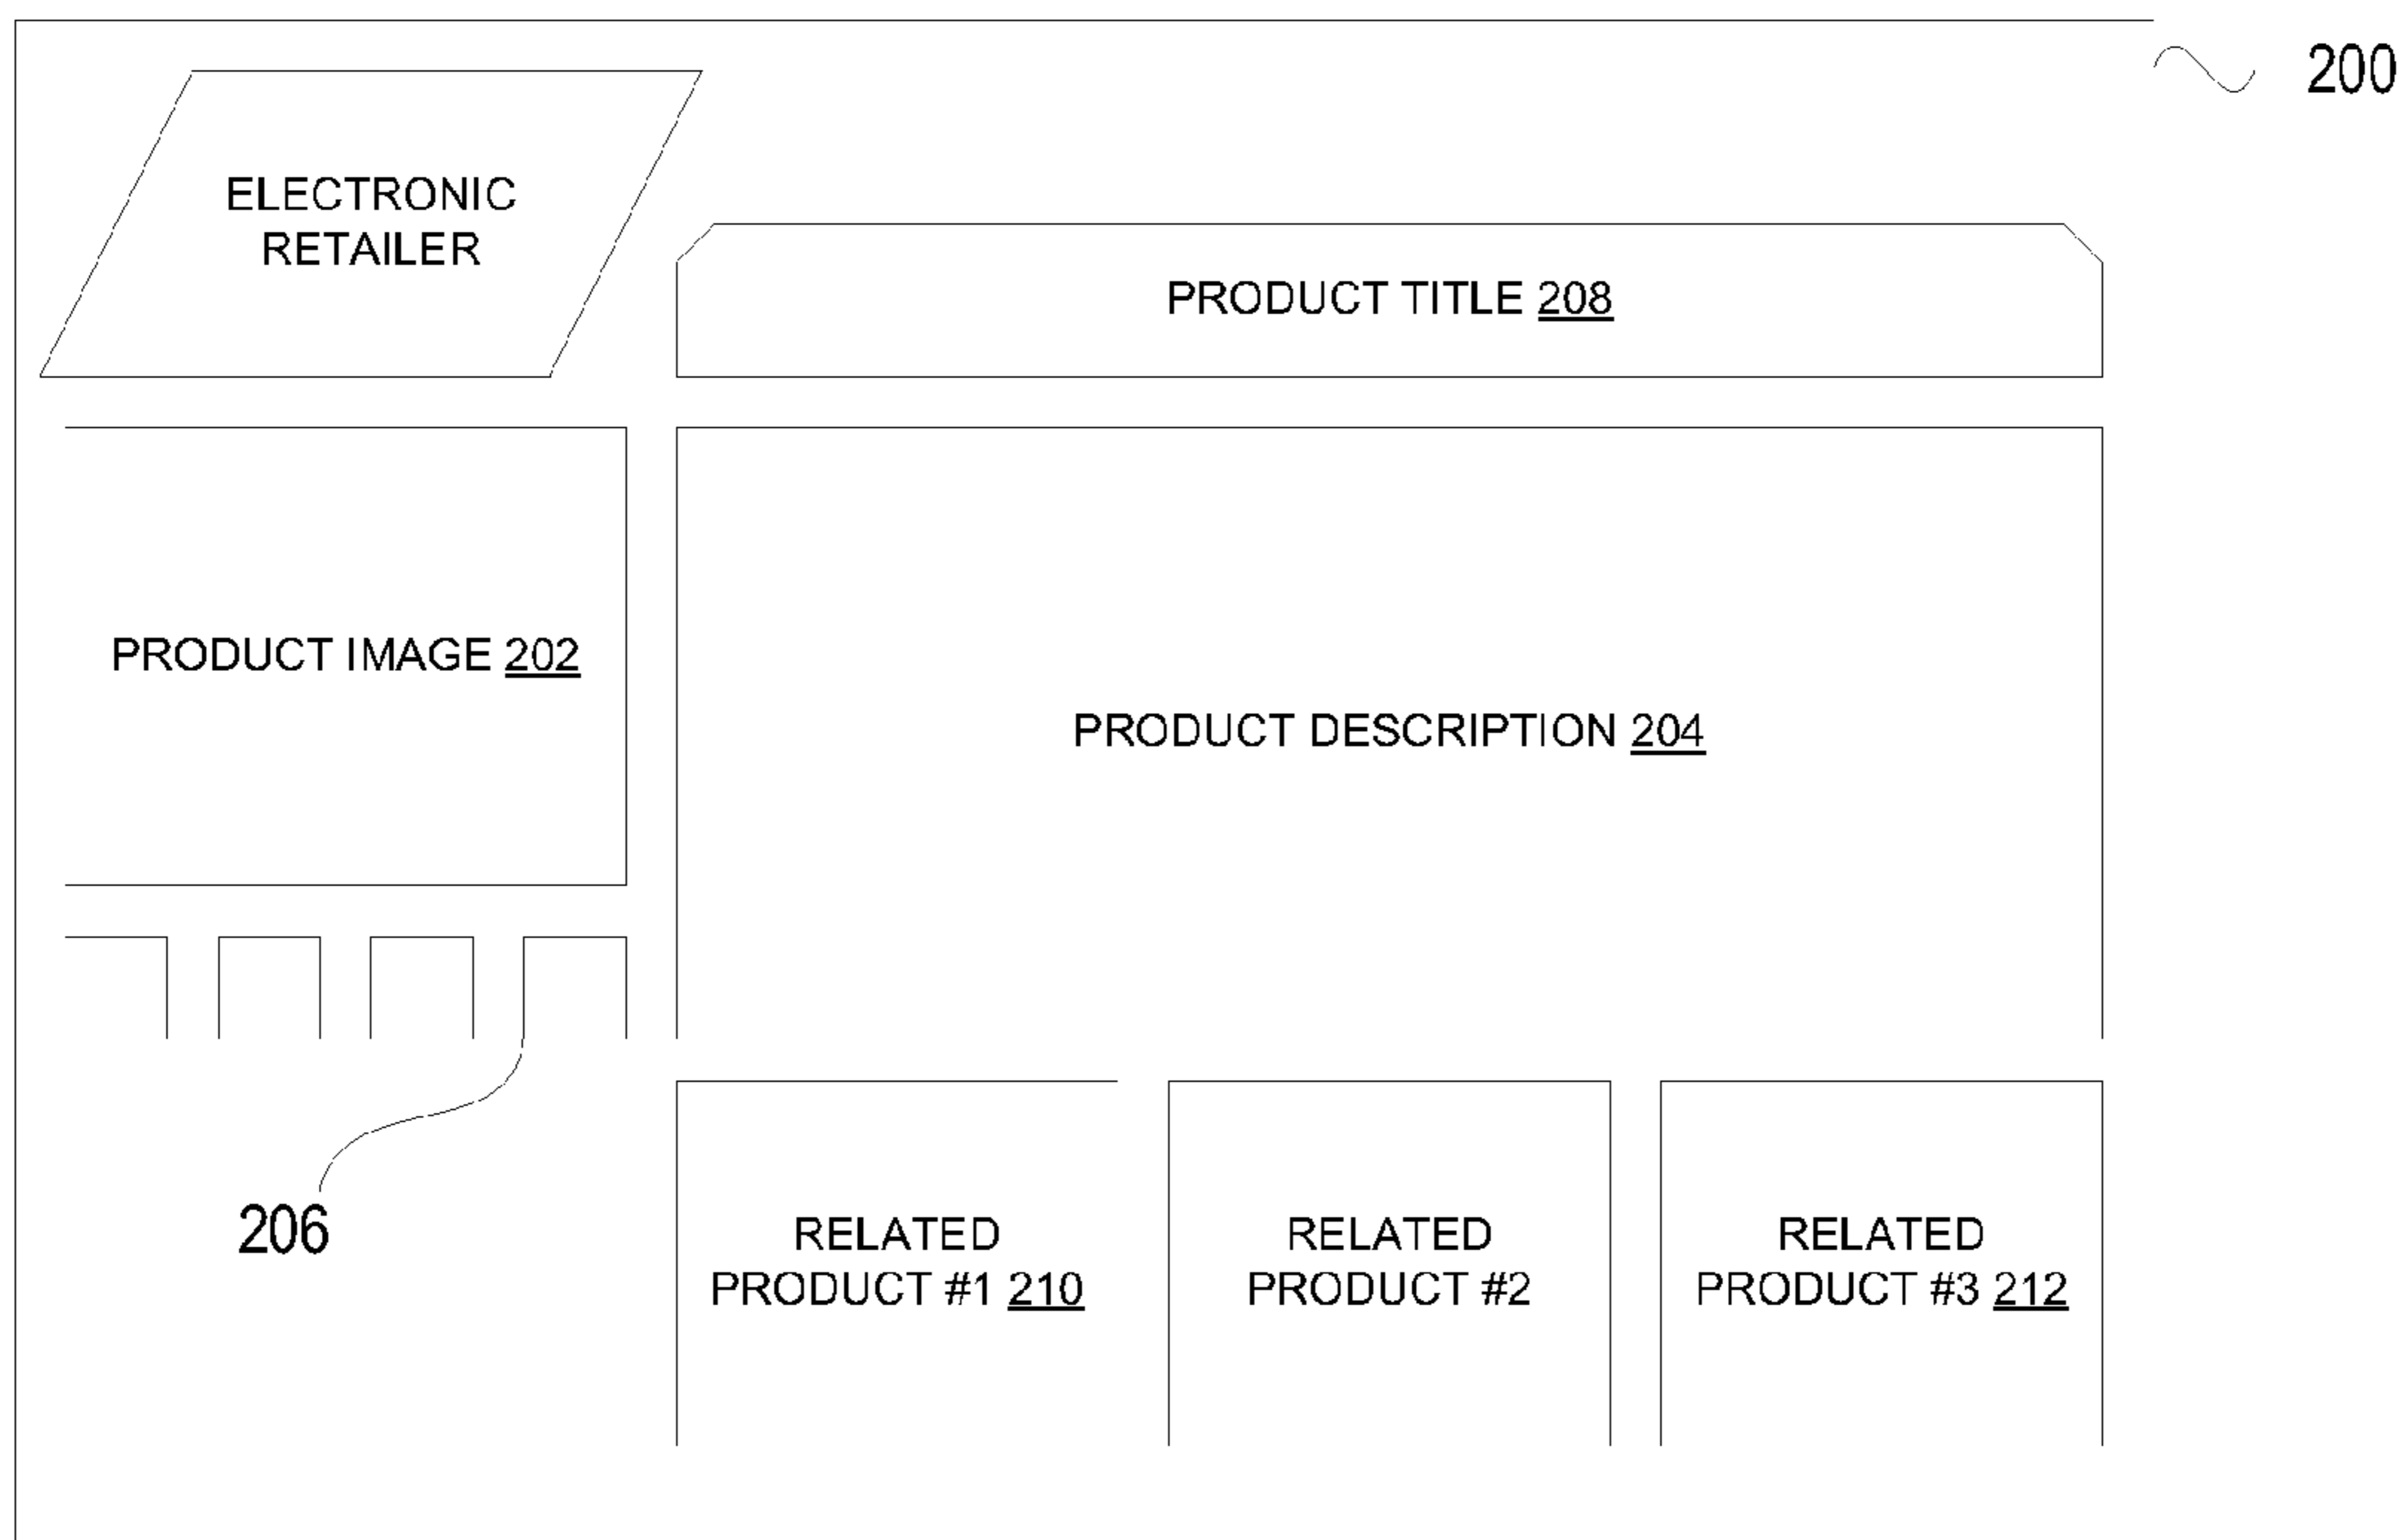 200
ELECTRONIC
RETAILER
PRODUCT TITLE 208
PRODUCT IMAGE 202
PRODUCT DESCRIPTION 204
206
RELATED
PRODUCT #1 210
RELATED
PRODUCT #2
RELATED
PRODUCT #3 212